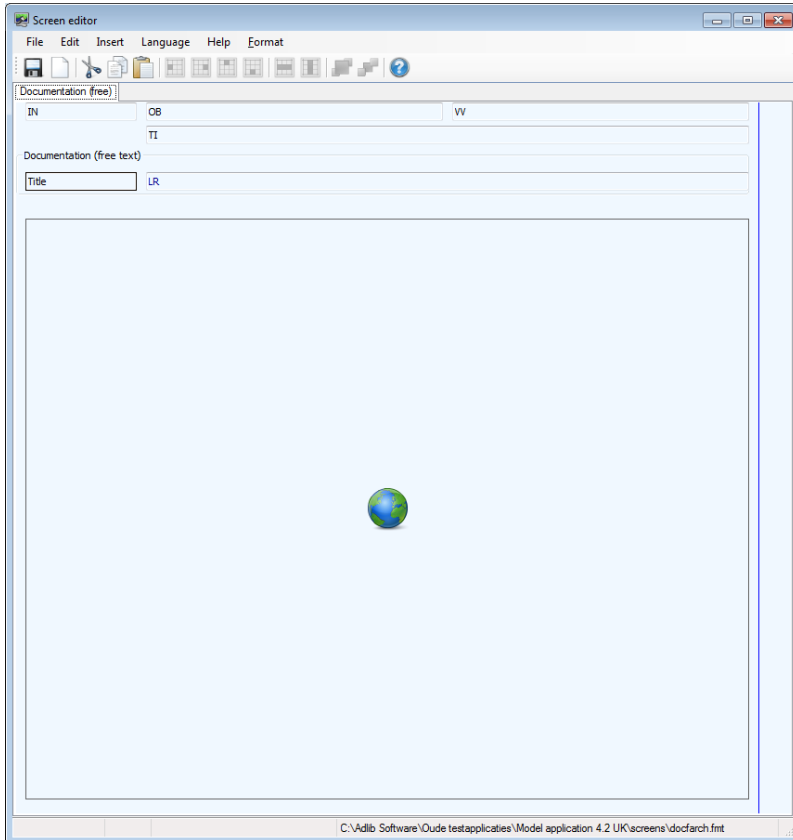 Screen editor
File Edit Insert Language Help Format
Documentation (free)
IN OB VV
TI
Documentation (free text)
Title LR
C:\Adlib Software\Oude testapplicaties\Model application 4.2 UK\screens\docfarch.fmt